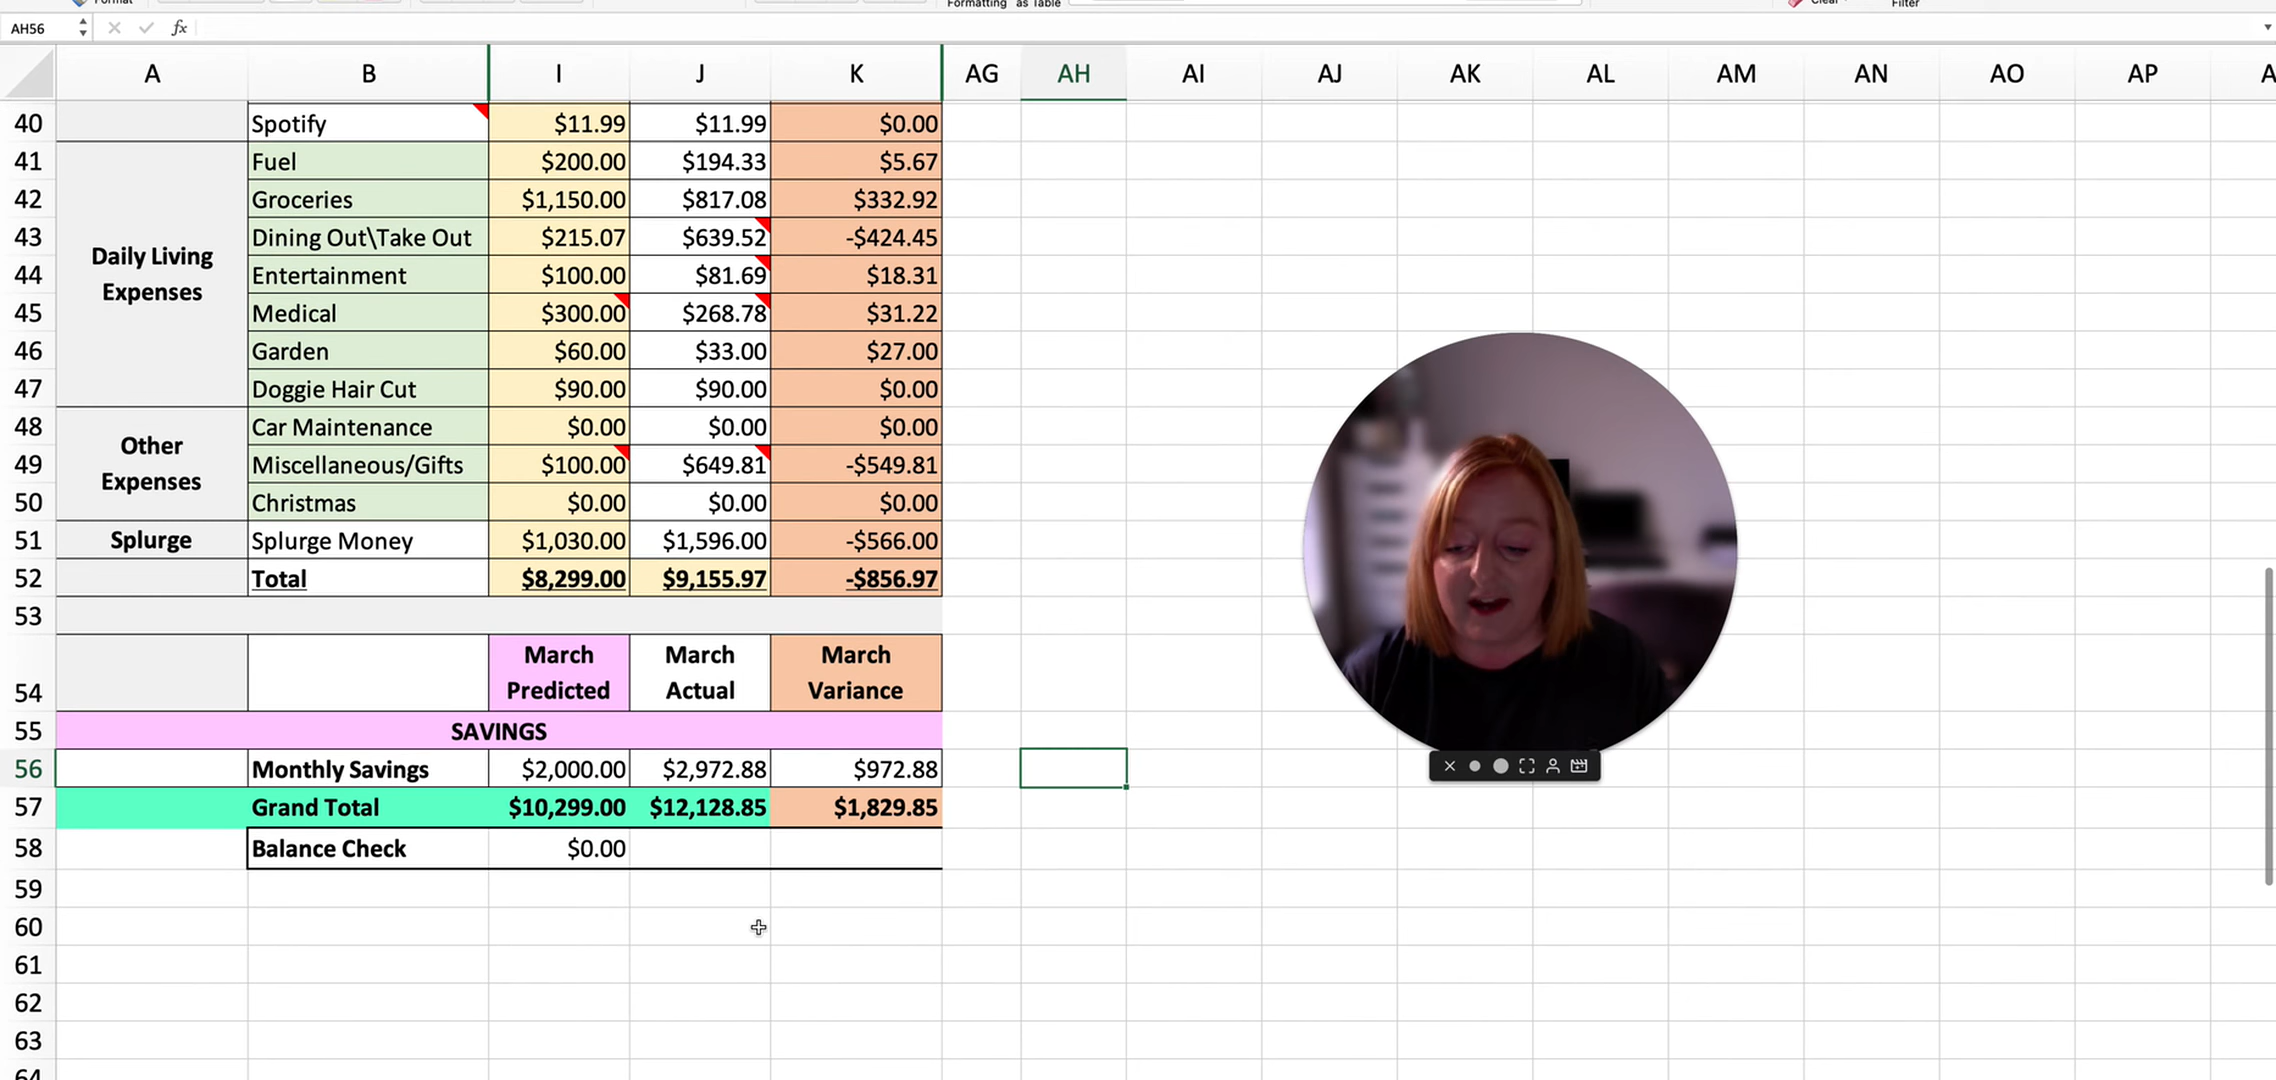 Format
Formatting as Table
Clear
Filter
AH56 fx
A B I J K AG AH AI AJ AK AL AM AN AO AP A
40 Spotify $11.99 $11.99 $0.00
41 Fuel $200.00 $194.33 $5.67
42 Groceries $1,150.00 $817.08 $332.92
43 Dining Out\Take Out $215.07 $639.52 -$424.45
Daily Living
Expenses
44 Entertainment $100.00 $81.69 $18.31
45 Medical $300.00 $268.78 $31.22
46 Garden $60.00 $33.00 $27.00
47 Doggie Hair Cut $90.00 $90.00 $0.00
48 Car Maintenance $0.00 $0.00 $0.00
Other
Expenses
49 Miscellaneous/Gifts $100.00 $649.81 -$549.81
50 Christmas $0.00 $0.00 $0.00
51 Splurge Splurge Money $1,030.00 $1,596.00 -$566.00
52 Total $8,299.00 $9,155.97 -$856.97
53
54 March Predicted March Actual March Variance
55 SAVINGS
56 Monthly Savings $2,000.00 $2,972.88 $972.88
57 Grand Total $10,299.00 $12,128.85 $1,829.85
58 Balance Check $0.00
59
60
61
62
63
64